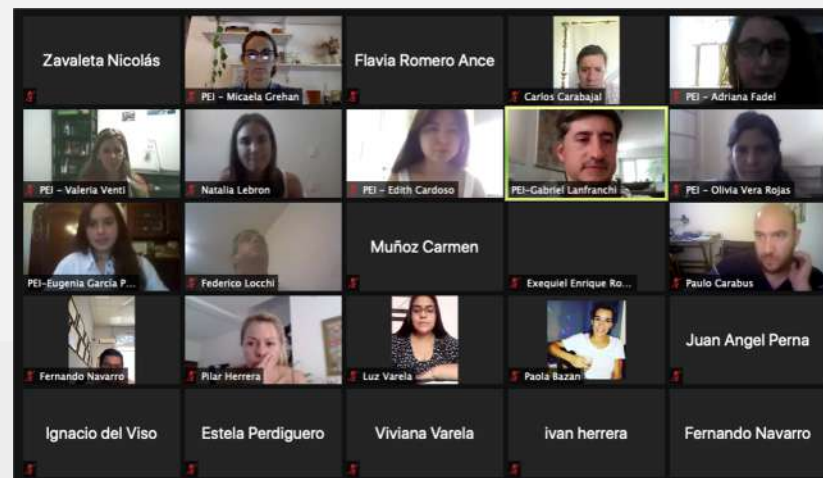 Zavaleta Nicolás
PEI - Micaela Grehan
Flavia Romero Ance
Carlos Carabajal
PEI - Adriana Fadel
PEI - Valeria Venti
Natalia Lebron
PEI - Edith Cardoso
PEI-Gabriel Lanfranchi
PEI - Olivia Vera Rojas
PEI-Eugenia García P...
Federico Locchi
Muñoz Carmen
Exequiel Enrique Ro...
Paulo Carabus
Fernando Navarro
Pilar Herrera
Luz Varela
Paola Bazan
Juan Angel Perna
Ignacio del Viso
Estela Perdiguero
Viviana Varela
ivan herrera
Fernando Navarro